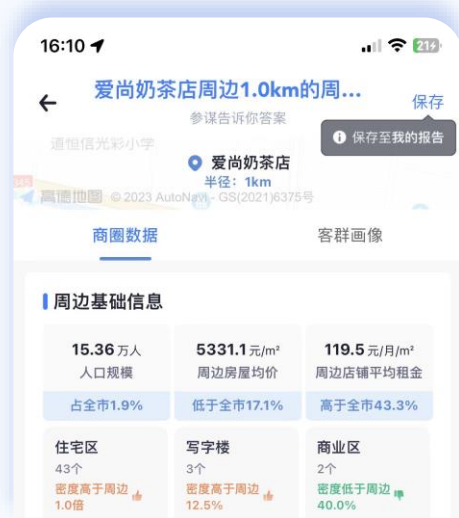 16:10
21
爱尚奶茶店周边1.0km的周...
保存
参谋告诉你答案
保存至我的报告
道恒信光彩小学
爱尚奶茶店
半径：1km
高德地图 © 2023 AutoNavi - GS(2021)6375号
商圈数据
客群画像
周边基础信息
15.36 万人
人口规模
占全市1.9%
5331.1 元/m²
周边房屋均价
低于全市17.1%
119.5 元/月/m²
周边店铺平均租金
高于全市43.3%
住宅区
43个
密度高于周边
1.0倍
写字楼
3个
密度高于周边
12.5%
商业区
2个
密度低于周边
40.0%